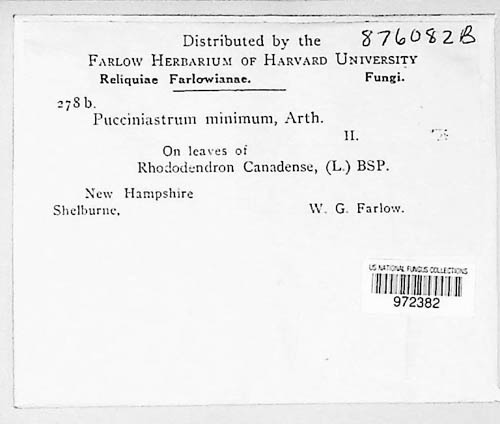 Distributed by the 876082B
FARLOW HERBARIUM OF HARVARD UNIVERSITY
Reliquiae Farlowianae. Fungi.
278 b.
Pucciniastrum minimum, Arth.
II.
On leaves of
Rhododendron Canadense, (L.) BSP.
New Hampshire
Shelburne, W. G. Farlow.
US NATIONAL FUNGUS COLLECTIONS
972382